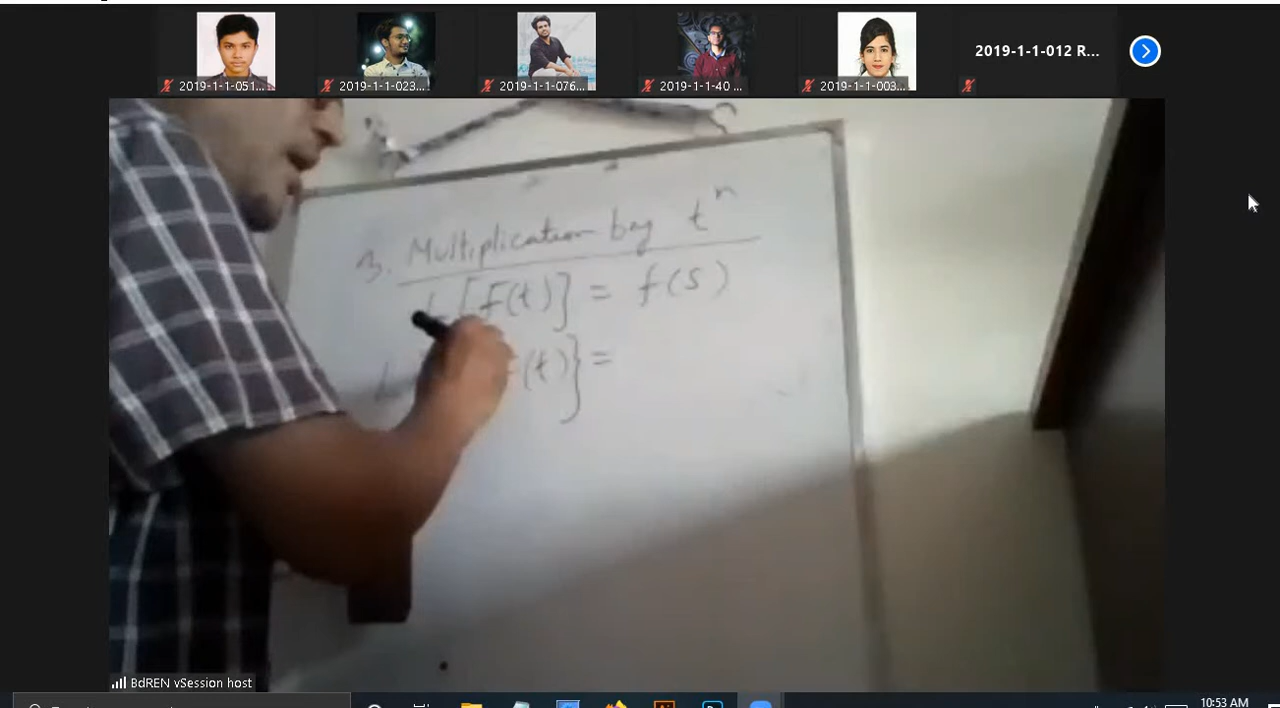 2019-1-1-051...
2019-1-1-023...
2019-1-1-076...
2019-1-1-40 ...
2019-1-1-003...
2019-1-1-012 R...
3. Multiplication by tⁿ
L{F(t)} = f(s)
(t)} =
BdREN vSession host
10:53 AM